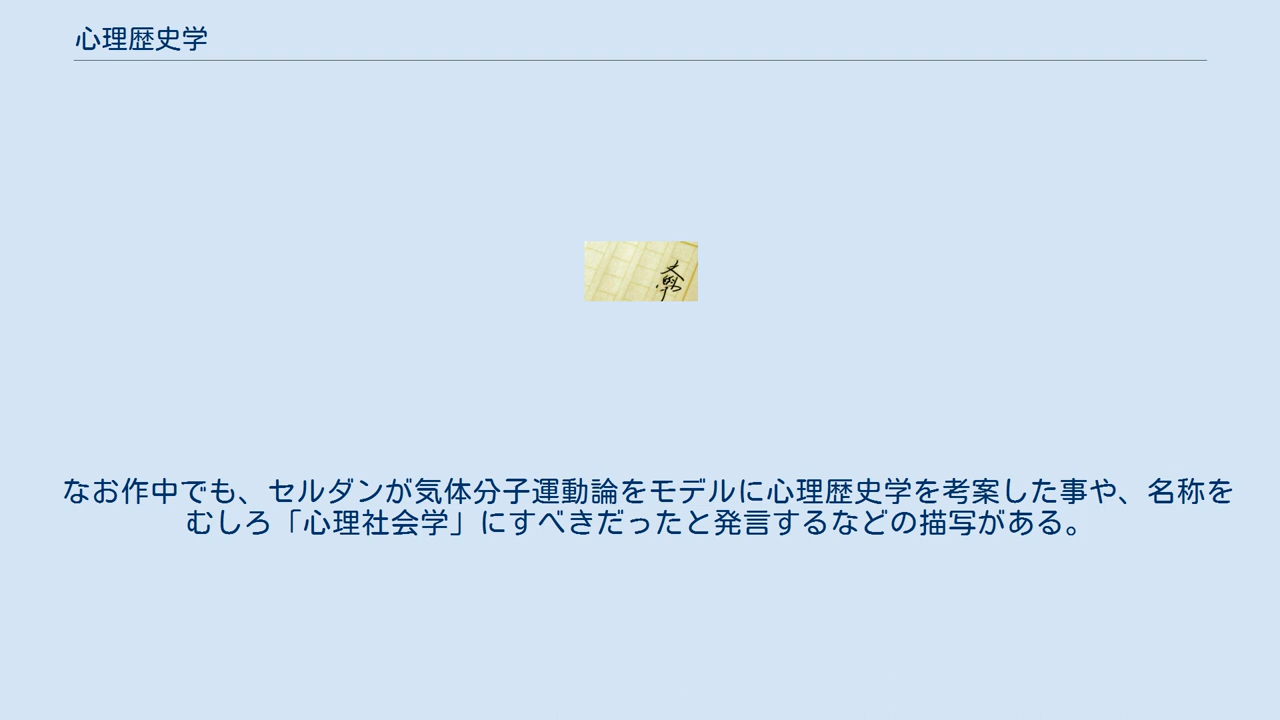 心理歴史学
なお作中でも、セルダンが気体分子運動論をモデルに心理歴史学を考案した事や、名称を
むしろ「心理社会学」にすべきだったと発言するなどの描写がある。